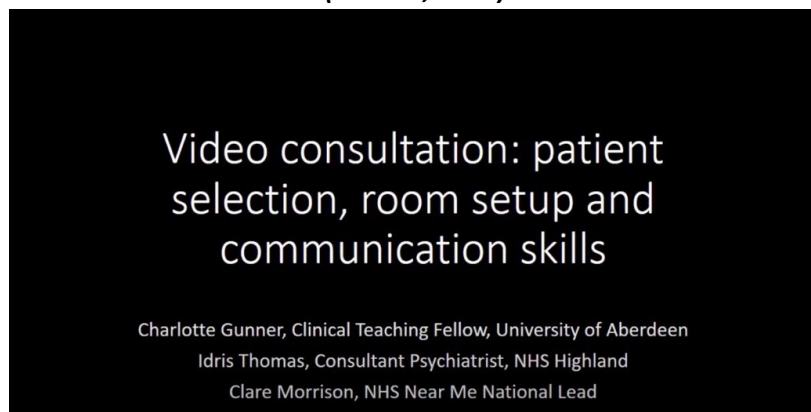 Video consultation: patient
selection, room setup and
communication skills
Charlotte Gunner, Clinical Teaching Fellow, University of Aberdeen
Idris Thomas, Consultant Psychiatrist, NHS Highland
Clare Morrison, NHS Near Me National Lead